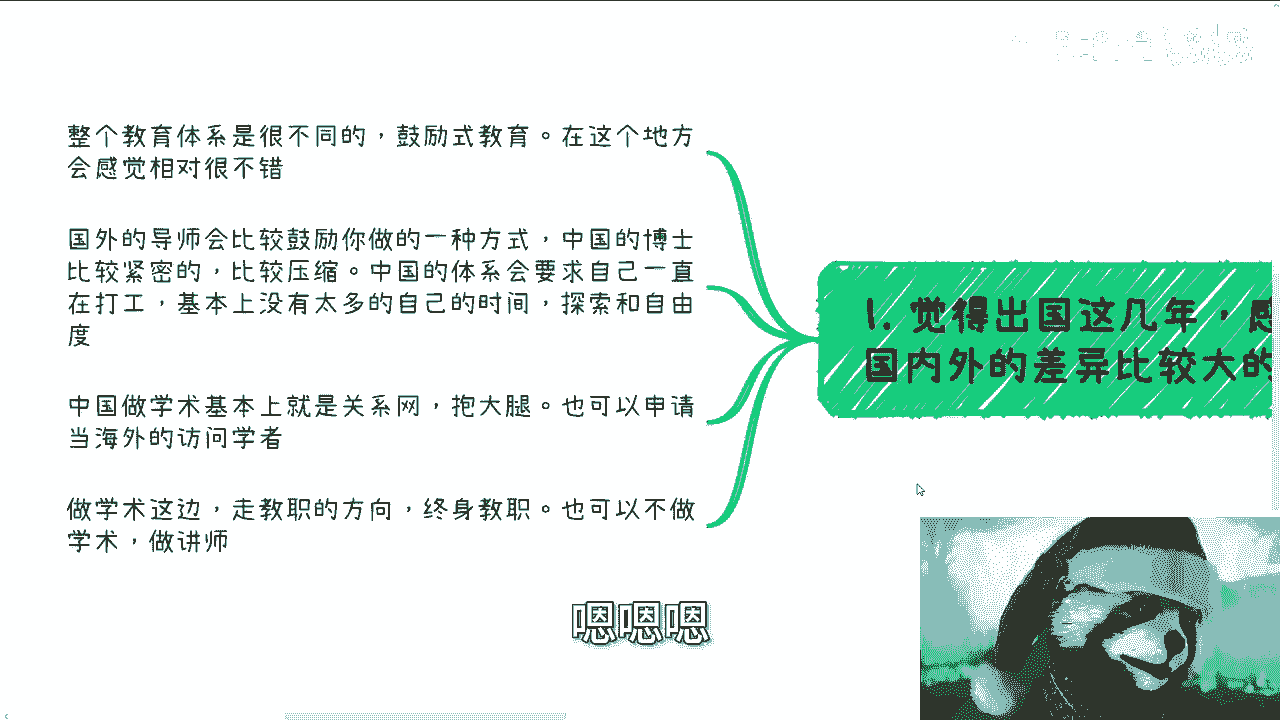 整个教育体系是很不同的，鼓励式教育。在这个地方
会感觉相对很不错
国外的导师会比较鼓励你做的一种方式，中国的博士
比较紧密的，比较压缩。中国的体系会要求自己一直
在打工，基本上没有太多的自己的时间，探索和自由
度
中国做学术基本上就是关系网，抱大腿。也可以申请
当海外的访问学者
做学术这边，走教职的方向，终身教职。也可以不做
学术，做讲师
1. 觉得出国这几年，感
国内外的差异比较大的
嗯嗯嗯